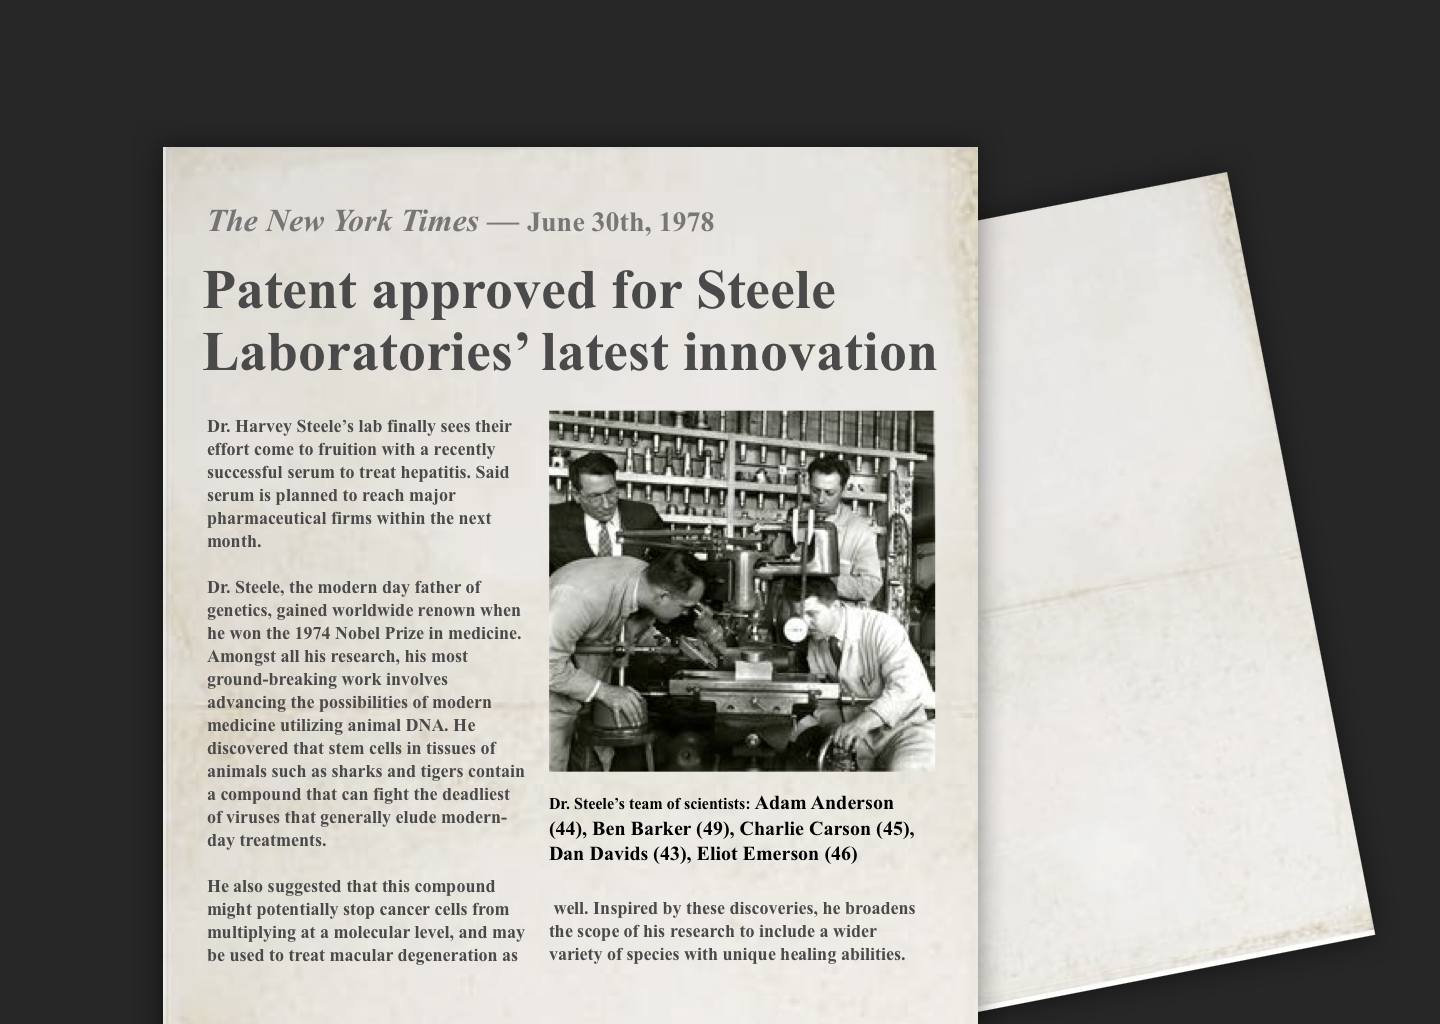 The New York Times — June 30th, 1978
Patent approved for Steele
Laboratories’ latest innovation
Dr. Harvey Steele’s lab finally sees their
effort come to fruition with a recently
successful serum to treat hepatitis. Said
serum is planned to reach major
pharmaceutical firms within the next
month.
Dr. Steele, the modern day father of
genetics, gained worldwide renown when
he won the 1974 Nobel Prize in medicine.
Amongst all his research, his most
ground-breaking work involves
advancing the possibilities of modern
medicine utilizing animal DNA. He
discovered that stem cells in tissues of
animals such as sharks and tigers contain
a compound that can fight the deadliest
of viruses that generally elude modern-
day treatments.
He also suggested that this compound
might potentially stop cancer cells from
multiplying at a molecular level, and may
be used to treat macular degeneration as
Dr. Steele’s team of scientists: Adam Anderson
(44), Ben Barker (49), Charlie Carson (45),
Dan Davids (43), Eliot Emerson (46)
well. Inspired by these discoveries, he broadens
the scope of his research to include a wider
variety of species with unique healing abilities.